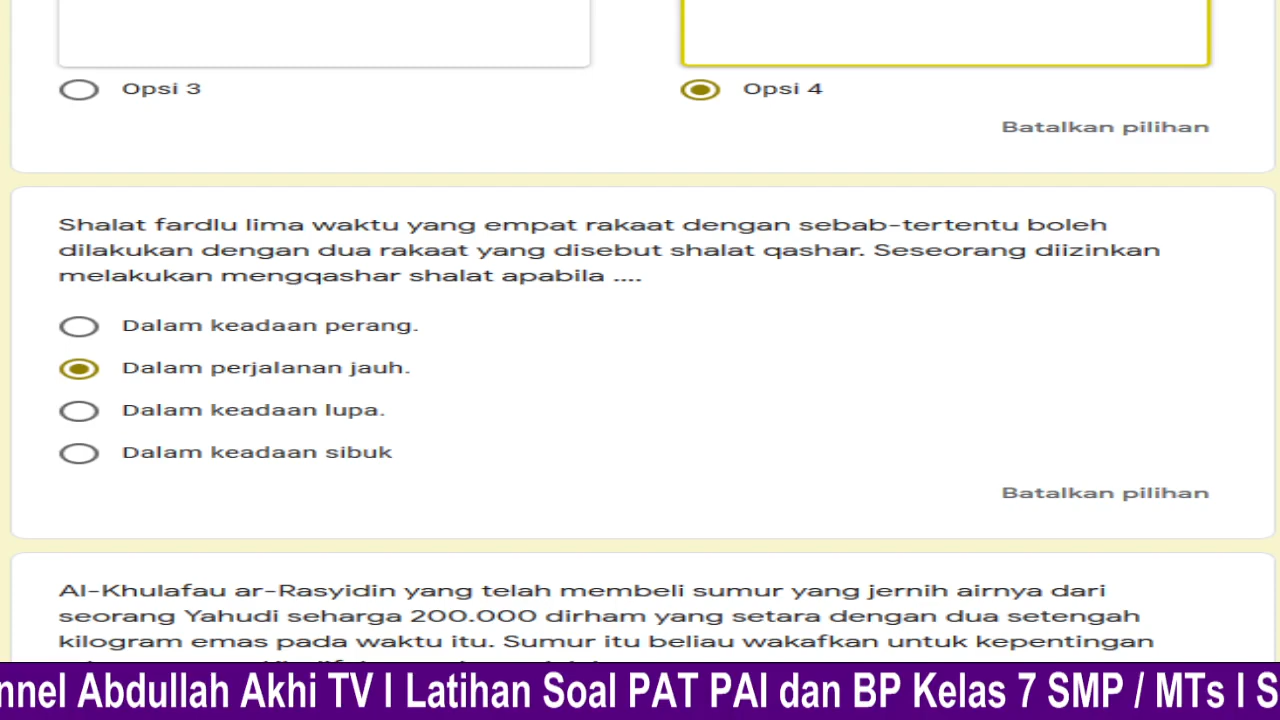 Opsi 3
Opsi 4
Batalkan pilihan
Shalat fardlu lima waktu yang empat rakaat dengan sebab-tertentu boleh
dilakukan dengan dua rakaat yang disebut shalat qashar. Seseorang diizinkan
melakukan mengqashar shalat apabila ....
Dalam keadaan perang.
Dalam perjalanan jauh.
Dalam keadaan lupa.
Dalam keadaan sibuk
Batalkan pilihan
Al-Khulafau ar-Rasyidin yang telah membeli sumur yang jernih airnya dari
seorang Yahudi seharga 200.000 dirham yang setara dengan dua setengah
kilogram emas pada waktu itu. Sumur itu beliau wakafkan untuk kepentingan
nnel Abdullah Akhi TV I Latihan Soal PAT PAI dan BP Kelas 7 SMP / MTs I S